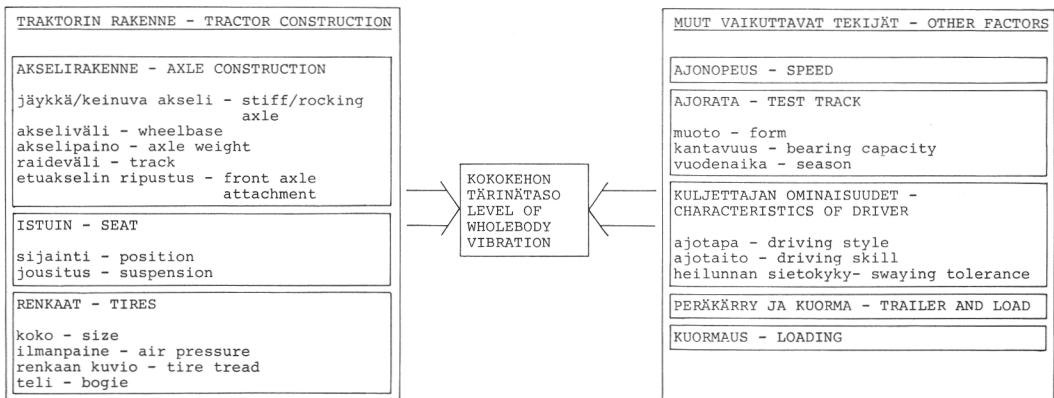 TRAKTORIN RAKENNE - TRACTOR CONSTRUCTION
AKSELIRAKENNE - AXLE CONSTRUCTION
jäykkä/keinuva akseli - stiff/rocking
axle
akseliväli - wheelbase
akselipaino - axle weight
raideväli - track
etuakselin ripustus - front axle
attachment
ISTUIN - SEAT
sijainti - position
jousitus - suspension
RENKAAT - TIRES
koko - size
ilmanpaine - air pressure
renkaan kuvio - tire tread
teli - bogie
KOKOKEHON
TÄRINÄTASO
LEVEL OF
WHOLEBODY
VIBRATION
MUUT VAIKUTTAVAT TEKIJÄT - OTHER FACTORS
AJONOPEUS - SPEED
AJORATA - TEST TRACK
muoto - form
kantavuus - bearing capacity
vuodenaika - season
KULJETTAJAN OMINAISUUDET -
CHARACTERISTICS OF DRIVER
ajotapa - driving style
ajotaito - driving skill
heilunnan sietokyky- swaying tolerance
PERÄKÄRRY JA KUORMA - TRAILER AND LOAD
KUORMAUS - LOADING